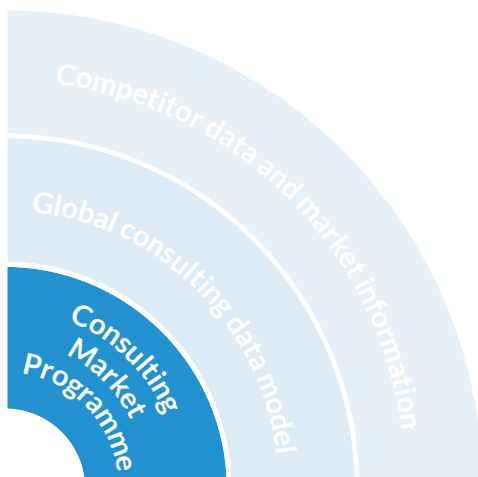 Competitor data and market information
Global consulting data model
Consulting
Market
Programme